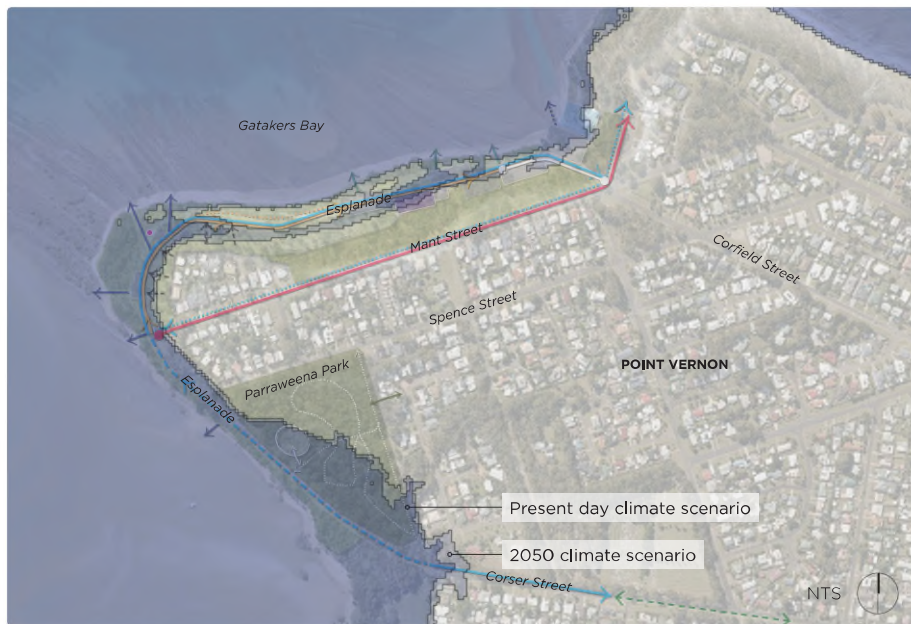 Gatakers Bay
Esplanade
Mant Street
Corfield Street
Spence Street
POINT VERNON
Parraweena Park
Esplanade
Present day climate scenario
2050 climate scenario
Corser Street
NTS